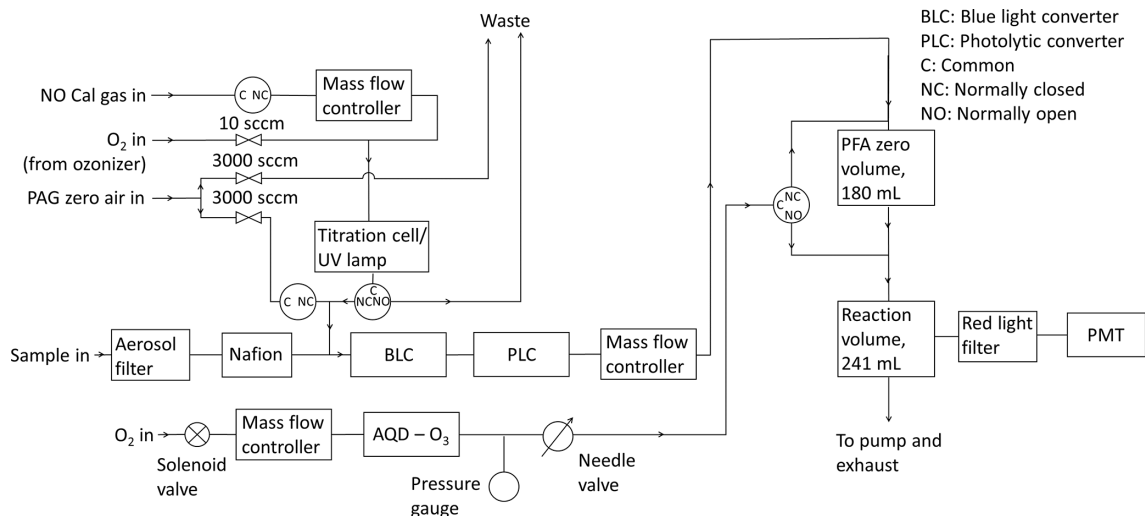 Waste
BLC: Blue light converter
PLC: Photolytic converter
C: Common
NC: Normally closed
NO: Normally open
NO Cal gas in
C NC
Mass flow
controller
10 sccm
O₂ in
(from ozonizer)
3000 sccm
PAG zero air in
3000 sccm
PFA zero
volume,
180 mL
C
NC
NO
Titration cell/
UV lamp
C NC
C
NCNO
Sample in
Aerosol
filter
Nafion
BLC
PLC
Mass flow
controller
Reaction
volume,
241 mL
Red light
filter
PMT
O₂ in
Solenoid
valve
Mass flow
controller
AQD – O₃
Pressure
gauge
Needle
valve
To pump and
exhaust